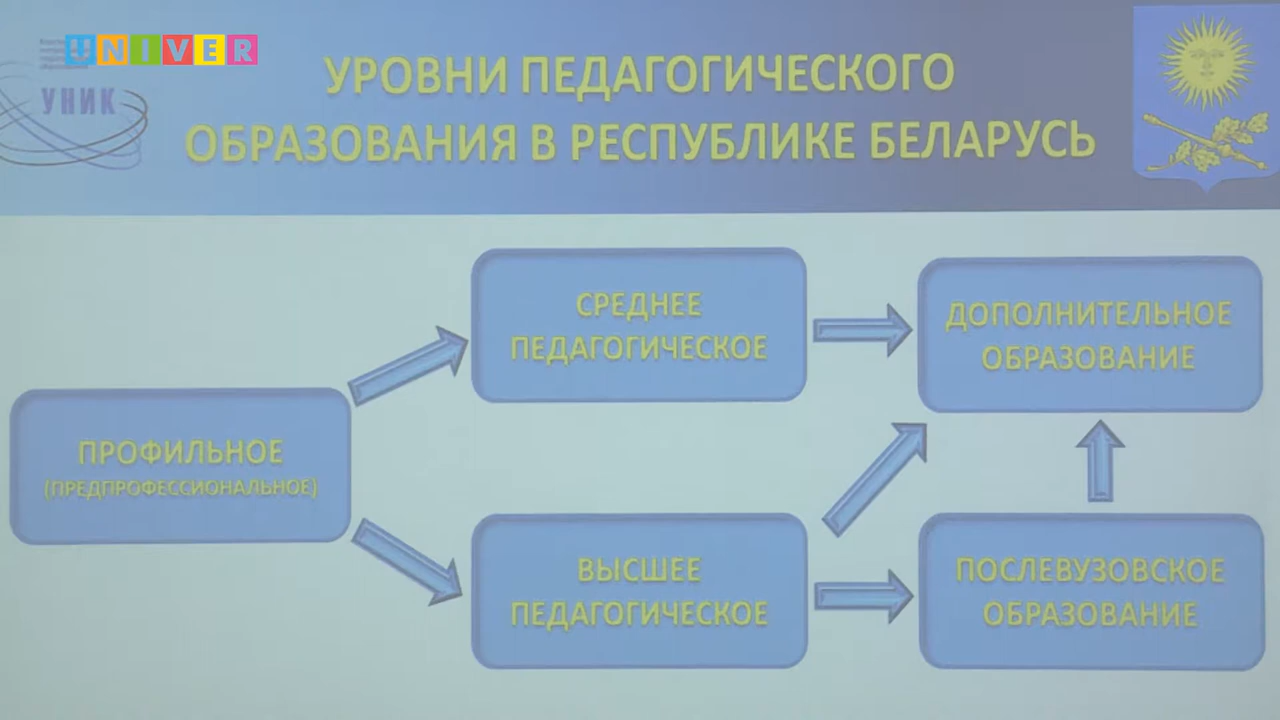 UNIVER
УНИК
УРОВНИ ПЕДАГОГИЧЕСКОГО
ОБРАЗОВАНИЯ В РЕСПУБЛИКЕ БЕЛАРУСЬ
СРЕДНЕЕ
ПЕДАГОГИЧЕСКОЕ
ДОПОЛНИТЕЛЬНОЕ
ОБРАЗОВАНИЕ
ПРОФИЛЬНОЕ
(ПРЕДПРОФЕССИОНАЛЬНОЕ)
ВЫСШЕЕ
ПЕДАГОГИЧЕСКОЕ
ПОСЛЕВУЗОВСКОЕ
ОБРАЗОВАНИЕ